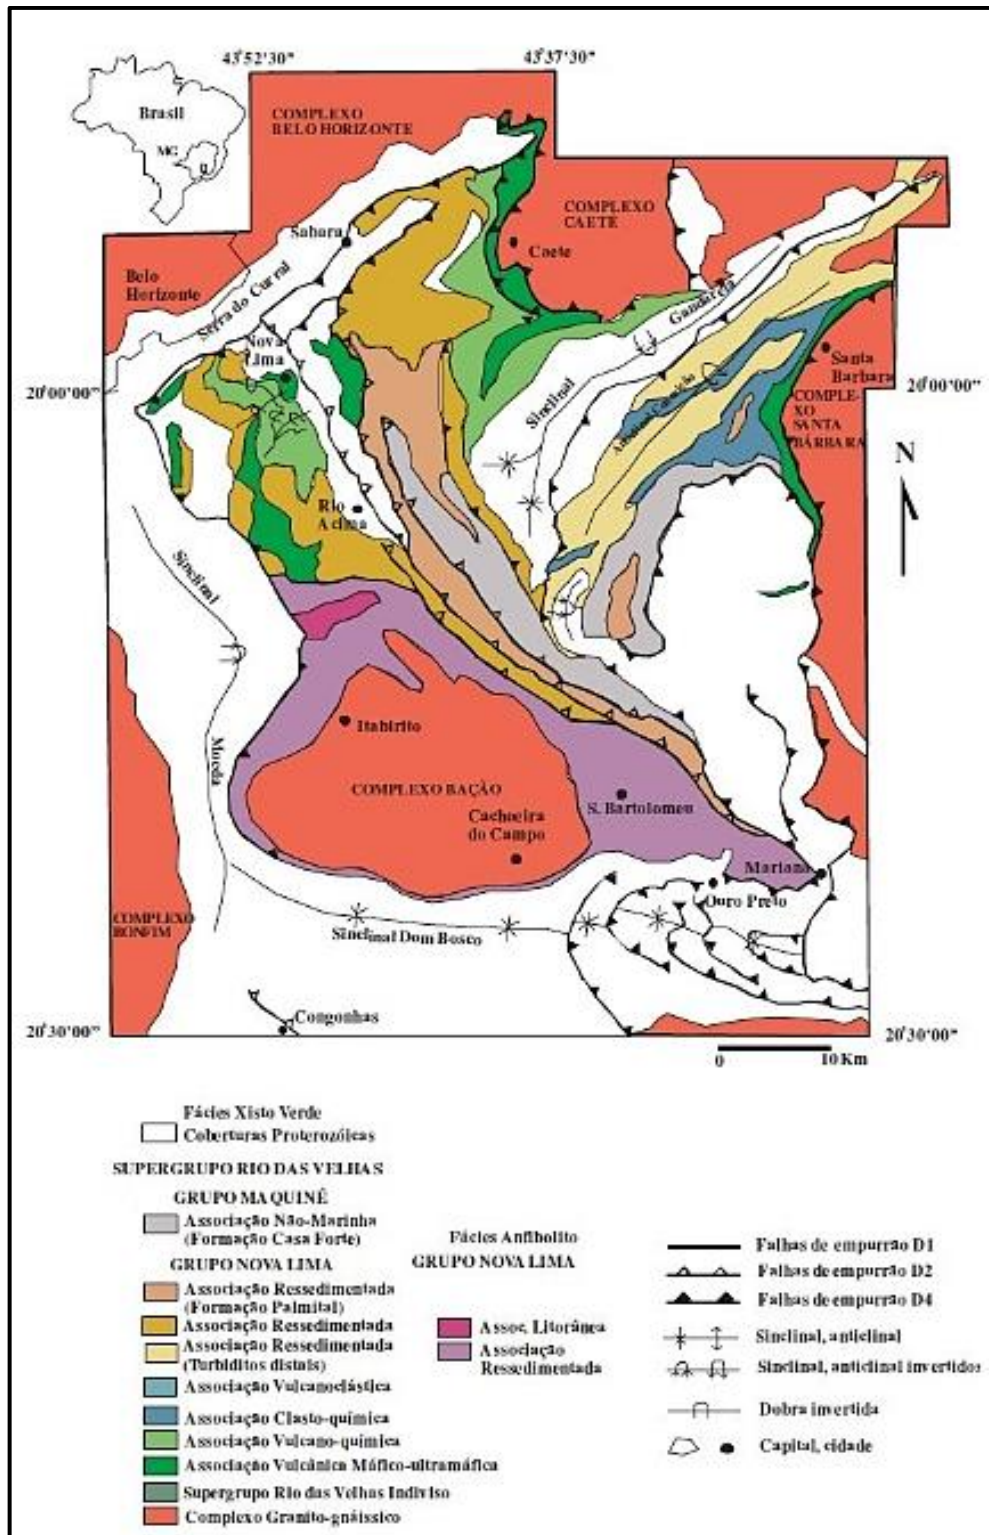 43°52'30"
43°37'30"
Brasil
MG
COMPLEXO
BELO HORIZONTE
COMPLEXO
CAETE
Sabara
Caete
Belo
Horizonte
Serra do Curral
Nova
Lima
Gandarela
Sinclinal
Santa
Barbara
20°00'00"
20°00'00"
COMPLE-
XO
SANTA
BÁRBARA
N
Rio
Acima
Sinclinal
Moeda
Itabirito
COMPLEXO BAÇÃO
Cachoeira
do Campo
S. Bartolomeu
Mariana
Ouro Preto
COMPLEXO
BONFIM
Sinclinal Dom Bosco
Congonhas
20°30'00"
20°30'00"
0 10 Km
Fácies Xisto Verde
Coberturas Proterozóicas
SUPERGRUPO RIO DAS VELHAS
GRUPO MAQUINÉ
Associação Não-Marinha
(Formação Casa Forte)
GRUPO NOVA LIMA
Associação Ressedimentada
(Formação Palmital)
Associação Ressedimentada
Associação Ressedimentada
(Turbiditos distais)
Associação Vulcanoclástica
Associação Clasto-química
Associação Vulcano-química
Associação Vulcânica Máfico-ultramáfica
Supergrupo Rio das Velhas Indiviso
Complexo Granito-gnáissico
Fácies Anfibolito
GRUPO NOVA LIMA
Assoc. Litorânea
Associação
Ressedimentada
Falhas de empurrão D1
Falhas de empurrão D2
Falhas de empurrão D4
Sinclinal, anticlinal
Sinclinal, anticlinal invertidos
Dobra invertida
Capital, cidade